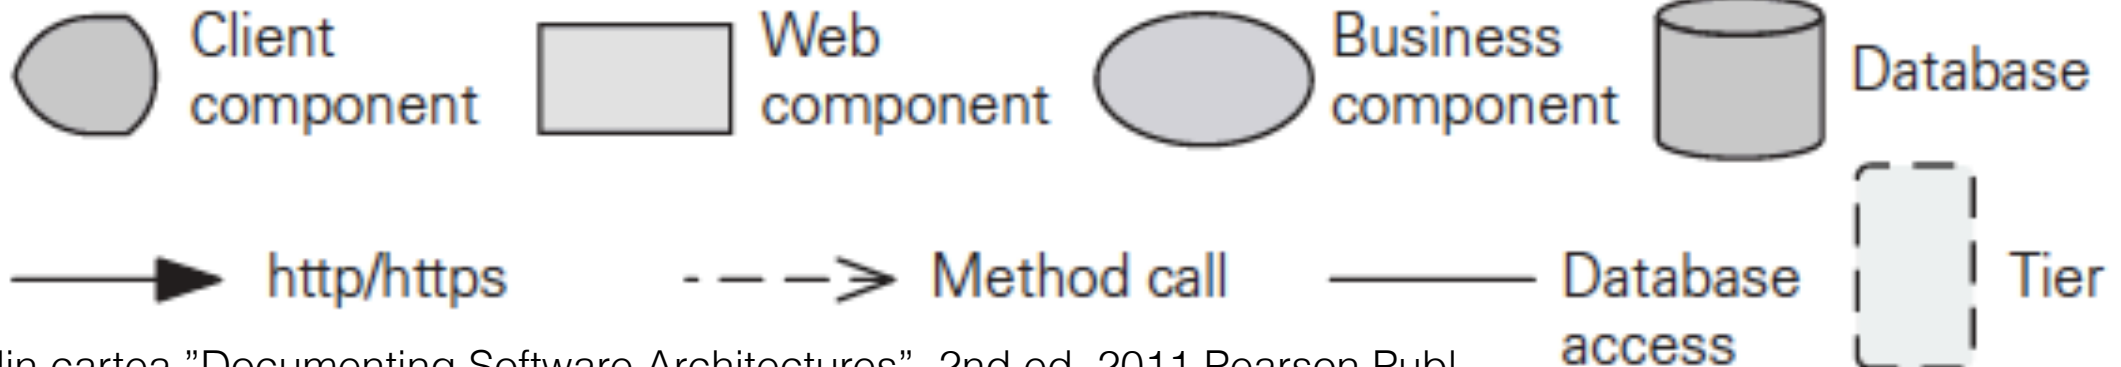 Client
component
Web
component
Business
component
Database
http/https
Method call
Database
access
Tier
din cartea ”Documenting Software Architectures”, 2nd ed, 2011 Pearson Publ